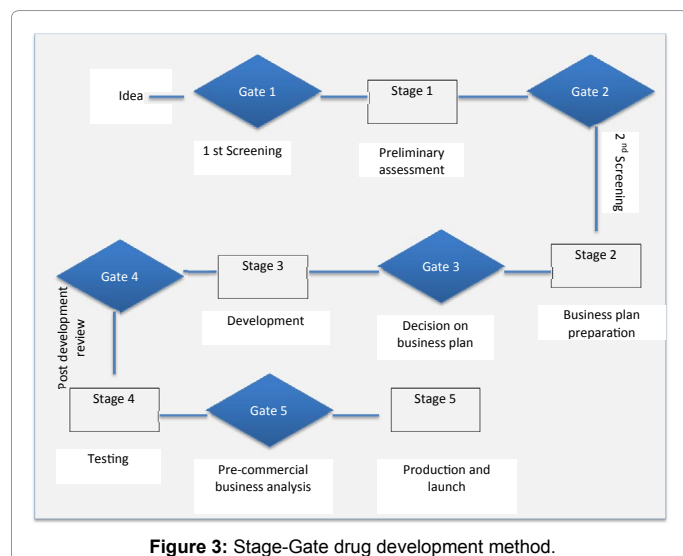 Idea
Gate 1
1 st Screening
Stage 1
Preliminary
assessment
Gate 2
2 nd Screening
Stage 2
Business plan
preparation
Gate 3
Decision on
business plan
Stage 3
Development
Gate 4
Post development
review
Stage 4
Testing
Gate 5
Pre-commercial
business analysis
Stage 5
Production and
launch
Figure 3: Stage-Gate drug development method.